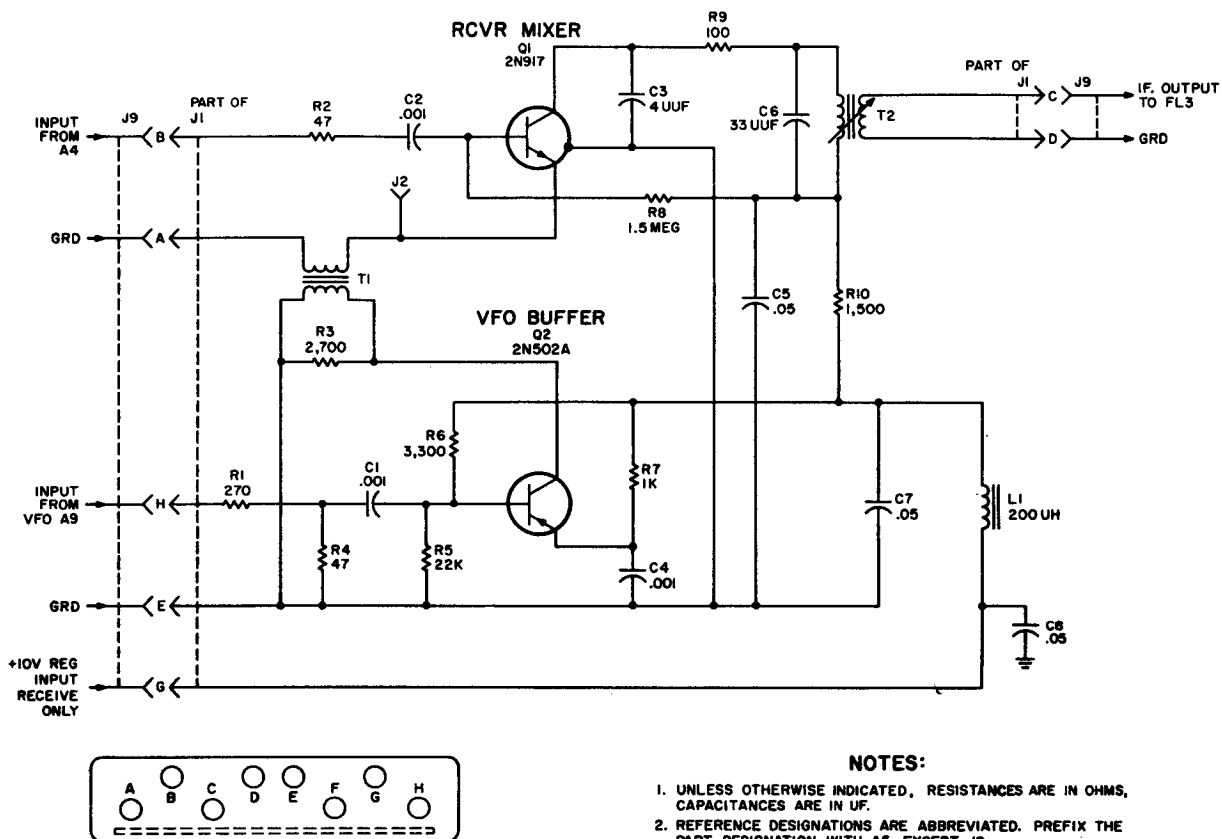 RCVR MIXER
Q1
2N917
R9
100
PART OF
J1
C
J9
IF. OUTPUT
TO FL3
C3
4 UUF
C6
33 UUF
T2
D
GRD
J9
PART OF
J1
R2
47
C2
.001
INPUT
FROM
A4
B
J2
R8
1.5 MEG
GRD
A
T1
C5
.05
R10
1,500
VFO BUFFER
Q2
2N502A
R3
2,700
R6
3,300
R7
1K
R1
270
C1
.001
INPUT
FROM
VFO A9
H
C7
.05
L1
200 UH
R4
47
R5
22K
C4
.001
GRD
E
C8
.05
+10V REG
INPUT
RECEIVE
ONLY
G
A B C D E F G H
NOTES:
1. UNLESS OTHERWISE INDICATED, RESISTANCES ARE IN OHMS,
CAPACITANCES ARE IN UF.
2. REFERENCE DESIGNATIONS ARE ABBREVIATED. PREFIX THE